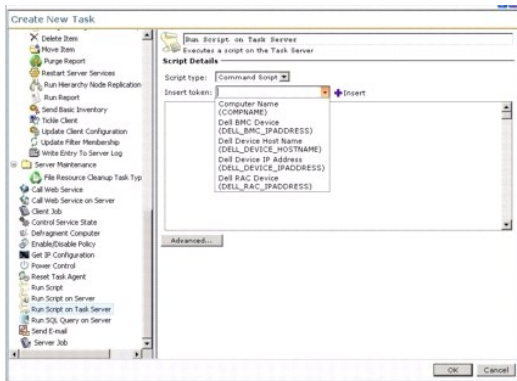 Create New Task
Delete Item
Move Item
Purge Report
Restart Server Services
Run Hierarchy Node Replication
Run Report
Send Basic Inventory
Tickle Client
Update Client Configuration
Update Filter Membership
Write Entry To Server Log
Server Maintenance
File Resource Cleanup Task Typ
Call Web Service
Call Web Service on Server
Client Job
Control Service State
Defragment Computer
Enable/Disable Policy
Get IP Configuration
Power Control
Reset Task Agent
Run Script
Run Script on Server
Run Script on Task Server
Run SQL Query on Server
Send E-mail
Server Job
Run Script on Task Server
Executes a script on the Task Server
Script Details
Script type: Command Script
Insert token: Insert
Computer Name
(COMPNAME)
Dell BMC Device
(DELL_BMC_IPADDRESS)
Dell Device Host Name
(DELL_DEVICE_HOSTNAME)
Dell Device IP Address
(DELL_DEVICE_IPADDRESS)
Dell RAC Device
(DELL_RAC_IPADDRESS)
Advanced...
OK Cancel